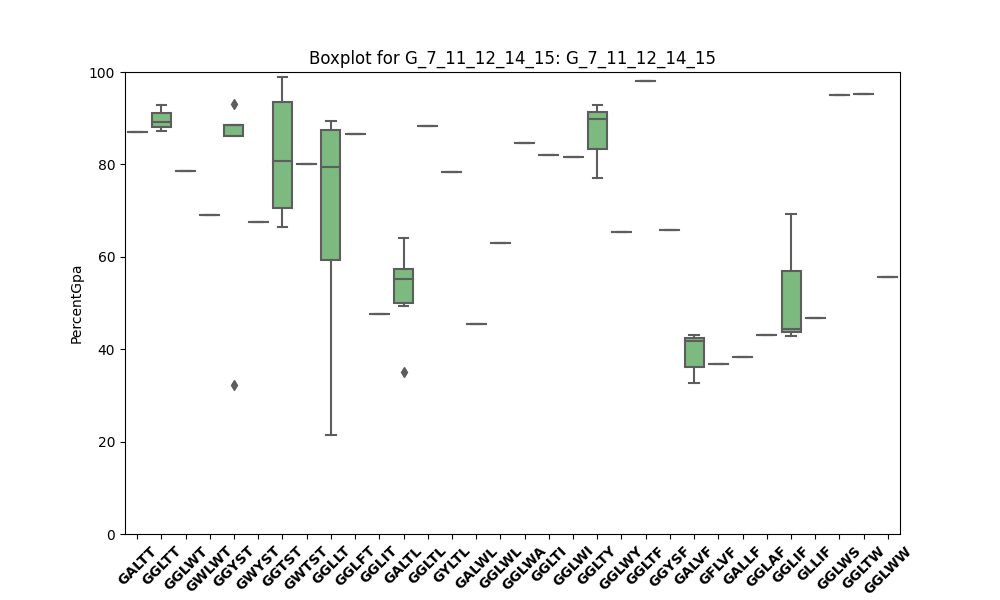 Boxplot for G_7_11_12_14_15: G_7_11_12_14_15
PercentGpa
100
80
60
40
20
0
GALTT
GGLTT
GGLWT
GWLWT
GGYST
GWYST
GGTST
GWTST
GGLLT
GGLFT
GGLIT
GALTL
GGLTL
GYLTL
GALWL
GGLWL
GGLWA
GGLTI
GGLWI
GGLTY
GGLWY
GGLTF
GGYSF
GALVF
GFLVF
GALLF
GGLAF
GGLIF
GLLIF
GGLWS
GGLTW
GGLWW